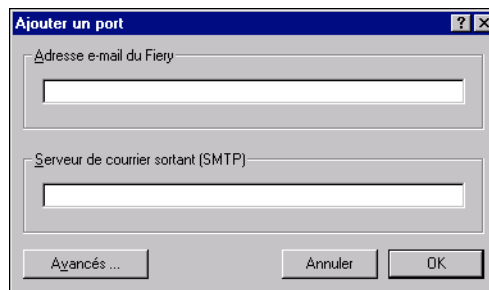 Ajouter un port
Adresse e-mail du Fiery
Serveur de courrier sortant (SMTP)
Avancés ... Annuler OK